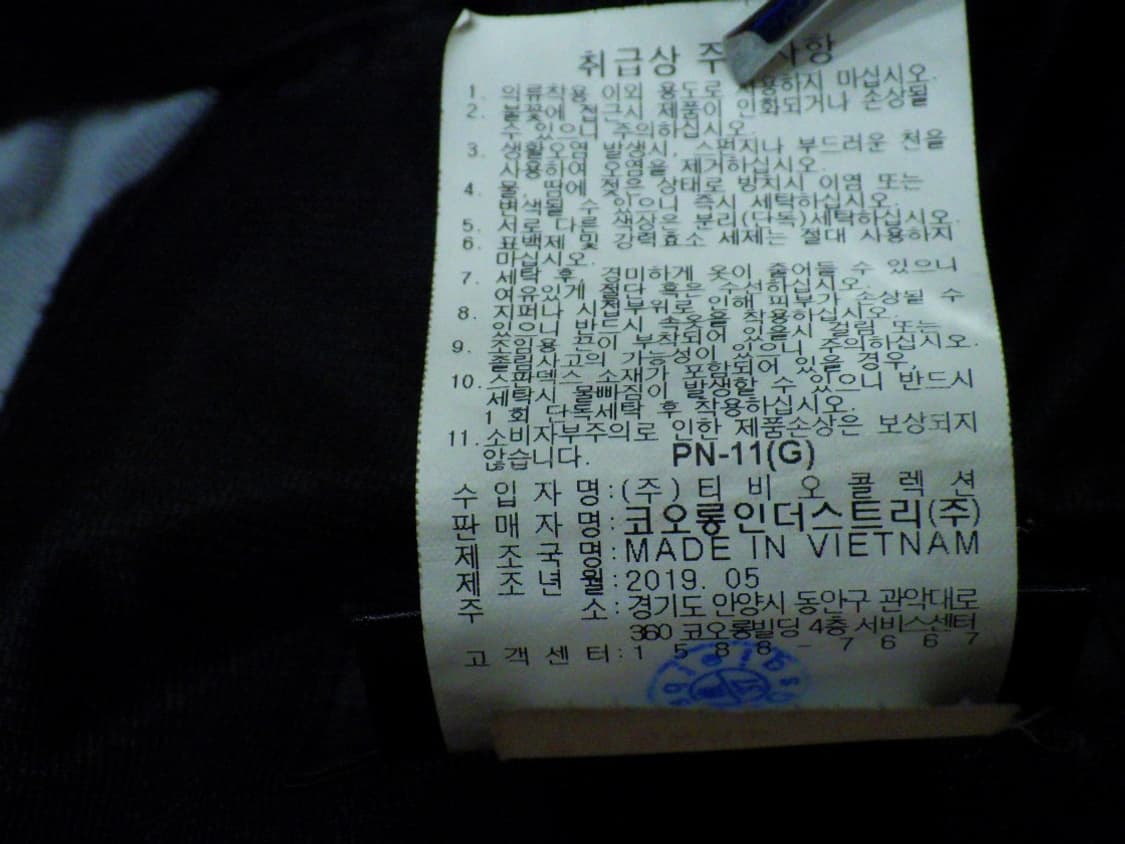 취급상 주 사항
1. 의류착용 이외 용도로 사용하지 마십시오.
2. 불꽃에 접근시 제품이 인화되거나 손상될
수 있으니 주의하십시오.
3. 생활오염 발생시, 스펀지나 부드러운 천을
사용하여 오염을 제거하십시오.
4. 물, 땀에 젖은 상태로 방치시 이염 또는
변색될 수 있으니 즉시 세탁하십시오.
5. 서로 다른 색상은 분리(단독)세탁하십시오.
6. 표백제 및 강력효소 세제는 절대 사용하지
마십시오.
7. 세탁 후, 경미하게 옷이 줄어들 수 있으니
여유있게 절단 혹은 수선하십시오.
8. 지퍼나 시접부위로 인해 피부가 손상될 수
있으니 반드시 속옷을 착용하십시오.
9. 조임용 끈이 부착되어 있을시 걸림 또는
졸림사고의 가능성이 있으니 주의하십시오.
10. 스판덱스 소재가 포함되어 있을 경우,
세탁시 물빠짐이 발생할 수 있으니 반드시
1 회 단독세탁 후 착용하십시오.
11. 소비자부주의로 인한 제품손상은 보상되지
않습니다. PN-11(G)
수입자명:(주)티비오콜렉션
판매자명:코오롱인더스트리(주)
제조국명:MADE IN VIETNAM
제조년월:2019. 05
주소:경기도 안양시 동안구 관악대로
360 코오롱빌딩 4층 서비스센터
고객센터:1588-7667